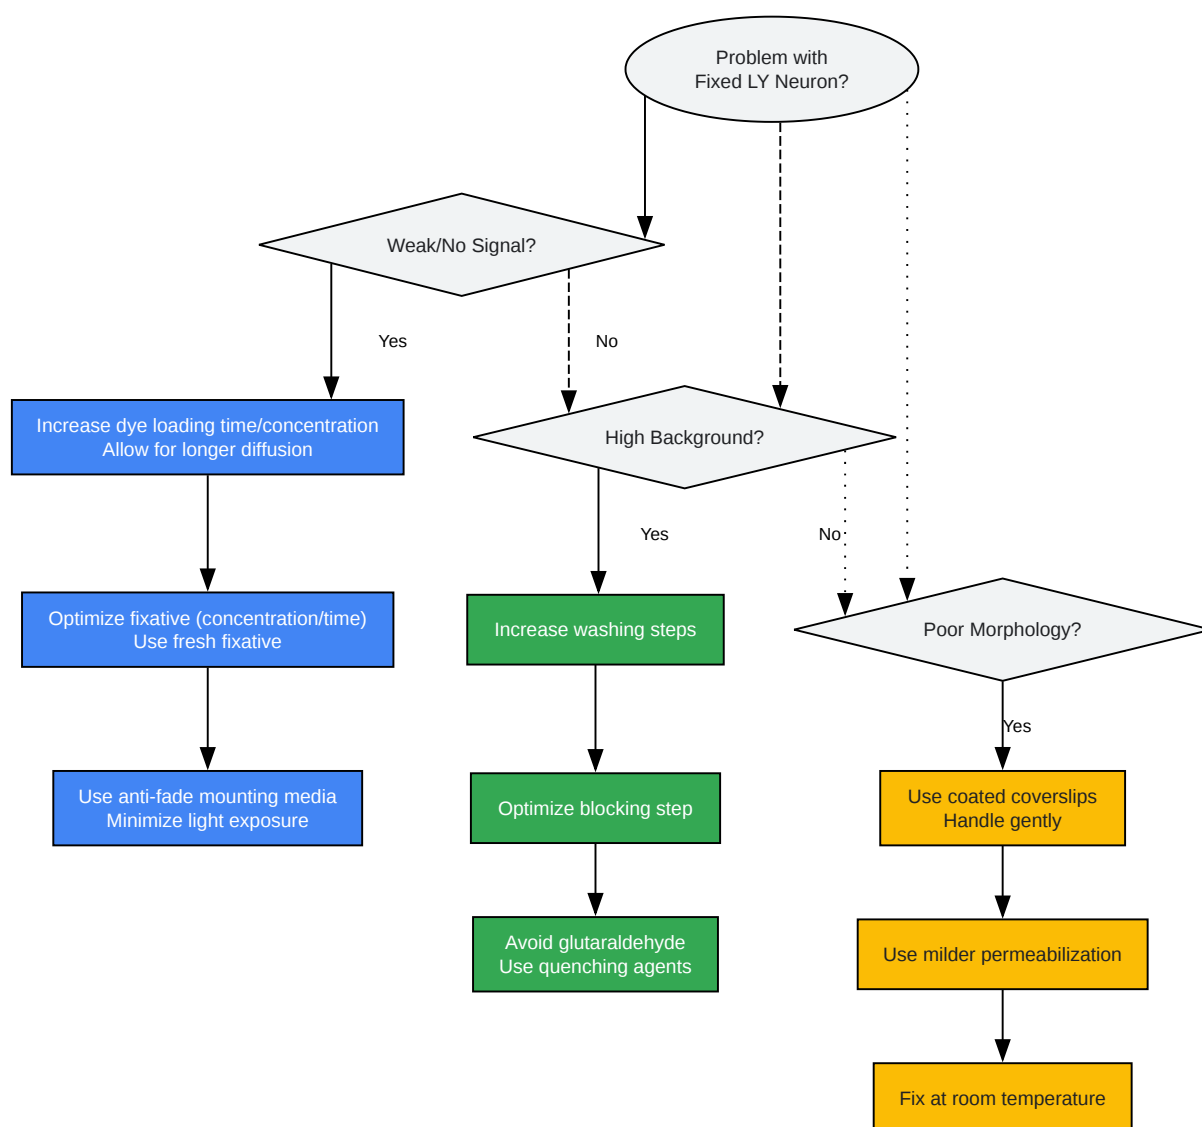 Problem with
Fixed LY Neuron?
Weak/No Signal?
Yes
No
Increase dye loading time/concentration
Allow for longer diffusion
High Background?
Yes
No
Optimize fixative (concentration/time)
Use fresh fixative
Increase washing steps
Poor Morphology?
Yes
Use anti-fade mounting media
Minimize light exposure
Optimize blocking step
Use coated coverslips
Handle gently
Avoid glutaraldehyde
Use quenching agents
Use milder permeabilization
Fix at room temperature